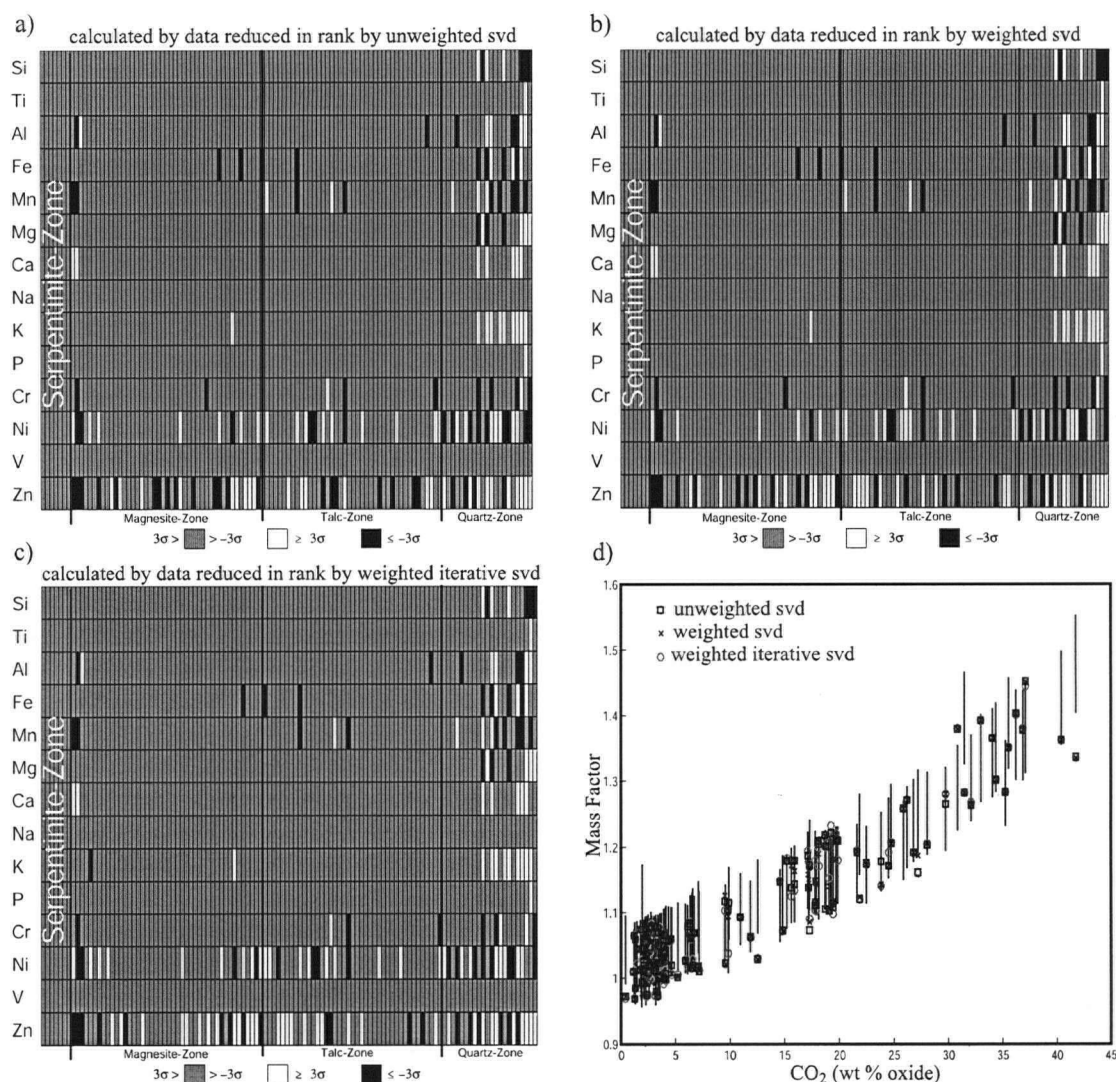 a)
calculated by data reduced in rank by unweighted svd
Si
Ti
Al
Fe
Mn
Mg
Ca
Na
K
P
Cr
Ni
V
Zn
Serpentinite-Zone
Magnesite-Zone Talc-Zone Quartz-Zone
3σ > > -3σ ≥ 3σ ≤ -3σ
b)
calculated by data reduced in rank by weighted svd
Si
Ti
Al
Fe
Mn
Mg
Ca
Na
K
P
Cr
Ni
V
Zn
Serpentinite-Zone
Magnesite-Zone Talc-Zone Quartz-Zone
3σ > > -3σ ≥ 3σ ≤ -3σ
c)
calculated by data reduced in rank by weighted iterative svd
Si
Ti
Al
Fe
Mn
Mg
Ca
Na
K
P
Cr
Ni
V
Zn
Serpentinite-Zone
Magnesite-Zone Talc-Zone Quartz-Zone
3σ > > -3σ ≥ 3σ ≤ -3σ
d)
unweighted svd
weighted svd
weighted iterative svd
Mass Factor
1.6
1.5
1.4
1.3
1.2
1.1
1
0.9
0 5 10 15 20 25 30 35 40 45
CO₂ (wt % oxide)